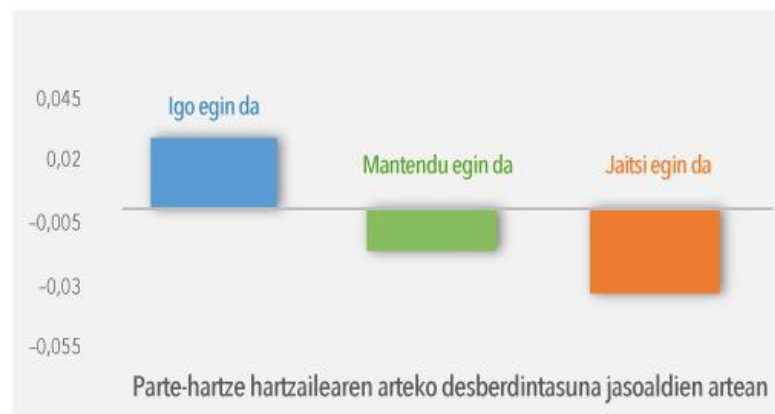 0,045
Igo egin da
0,02
Mantendu egin da
Jaitsi egin da
–0,005
–0,03
–0,055
Parte-hartze hartzailearen arteko desberdintasuna jasoaldien artean